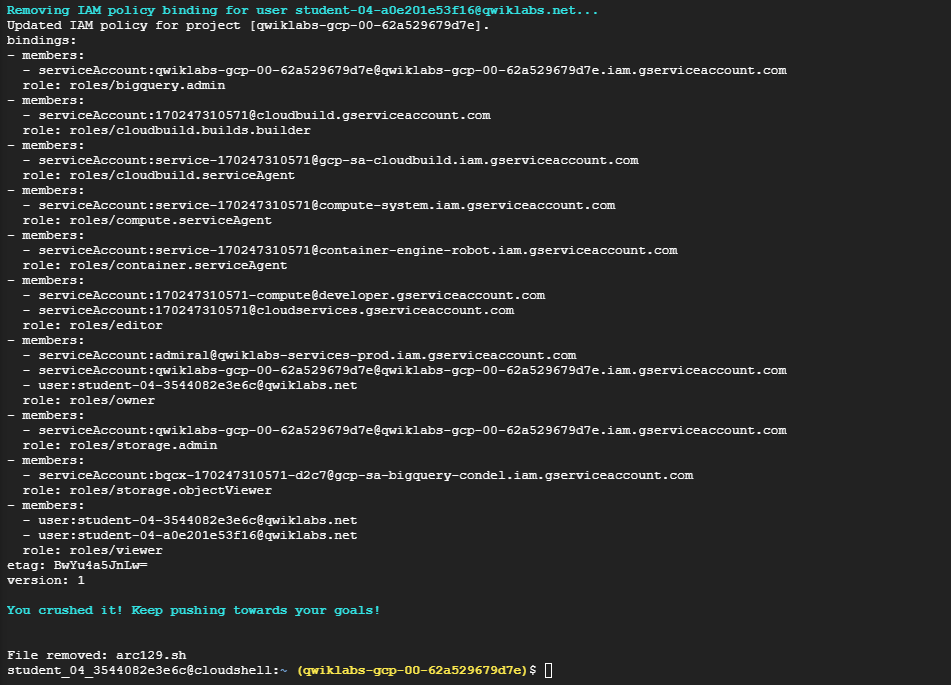 Removing IAM policy binding for user student-04-a0e201e53f16@qwiklabs.net...
Updated IAM policy for project [qwiklabs-gcp-00-62a529679d7e].
bindings:
- members:
  - serviceAccount:qwiklabs-gcp-00-62a529679d7e@qwiklabs-gcp-00-62a529679d7e.iam.gserviceaccount.com
  role: roles/bigquery.admin
- members:
  - serviceAccount:170247310571@cloudbuild.gserviceaccount.com
  role: roles/cloudbuild.builds.builder
- members:
  - serviceAccount:service-170247310571@gcp-sa-cloudbuild.iam.gserviceaccount.com
  role: roles/cloudbuild.serviceAgent
- members:
  - serviceAccount:service-170247310571@compute-system.iam.gserviceaccount.com
  role: roles/compute.serviceAgent
- members:
  - serviceAccount:service-170247310571@container-engine-robot.iam.gserviceaccount.com
  role: roles/container.serviceAgent
- members:
  - serviceAccount:170247310571-compute@developer.gserviceaccount.com
  - serviceAccount:170247310571@cloudservices.gserviceaccount.com
  role: roles/editor
- members:
  - serviceAccount:admiral@qwiklabs-services-prod.iam.gserviceaccount.com
  - serviceAccount:qwiklabs-gcp-00-62a529679d7e@qwiklabs-gcp-00-62a529679d7e.iam.gserviceaccount.com
  - user:student-04-3544082e3e6c@qwiklabs.net
  role: roles/owner
- members:
  - serviceAccount:qwiklabs-gcp-00-62a529679d7e@qwiklabs-gcp-00-62a529679d7e.iam.gserviceaccount.com
  role: roles/storage.admin
- members:
  - serviceAccount:bqcx-170247310571-d2c7@gcp-sa-bigquery-condel.iam.gserviceaccount.com
  role: roles/storage.objectViewer
- members:
  - user:student-04-3544082e3e6c@qwiklabs.net
  - user:student-04-a0e201e53f16@qwiklabs.net
  role: roles/viewer
etag: BwYu4a5JnLw=
version: 1
You crushed it! Keep pushing towards your goals!
File removed: arc129.sh
student_04_3544082e3e6c@cloudshell:~ (qwiklabs-gcp-00-62a529679d7e)$